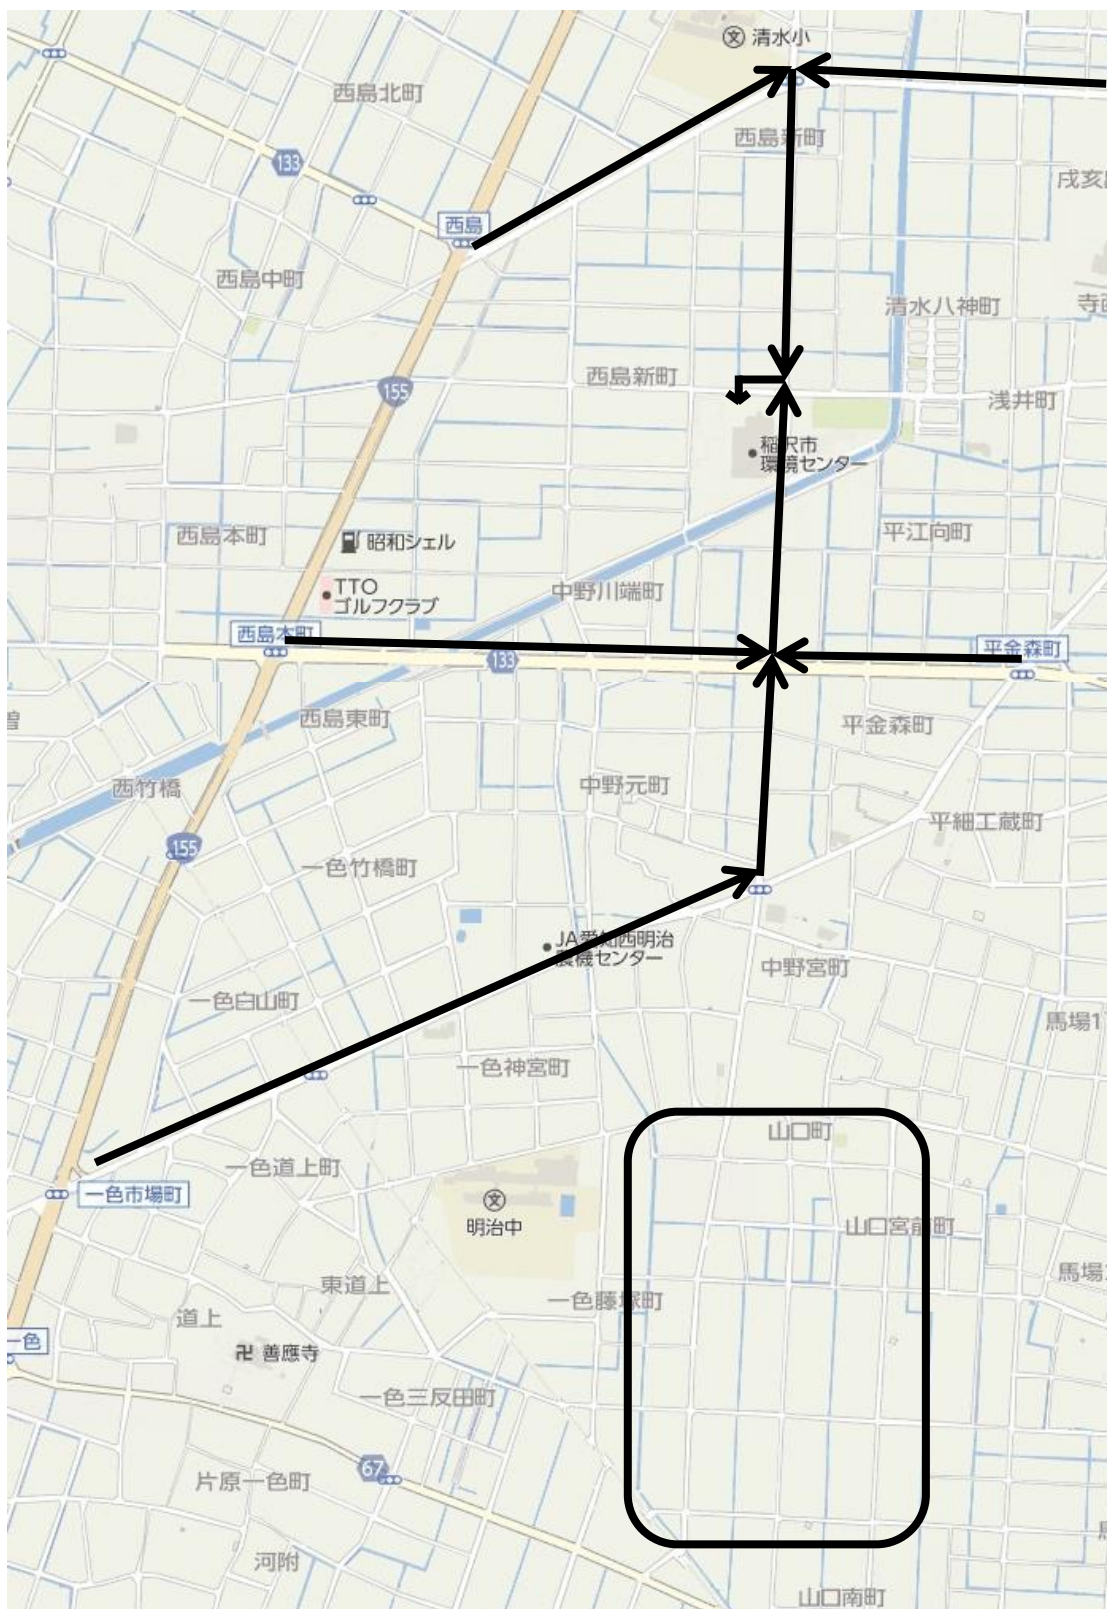 清水小
西島北町
西島新町
133
戌亥
西島
西島中町
清水八神町
西島新町
155
浅井町
稲沢市
環境センター
西島本町
昭和シェル
平江向町
TTO
ゴルフクラブ
中野川端町
西島本町
133
平金森町
西島東町
平金森町
西竹橋
中野元町
平細工蔵町
155
一色竹橋町
JA愛知西明治
農機センター
中野宮町
一色白山町
馬場1
一色神宮町
山口町
一色道上町
一色市場町
明治中
山口宮前町
東道上
一色藤塚町
道上
一色
卍 善應寺
一色三反田町
67
片原一色町
河附
山口南町